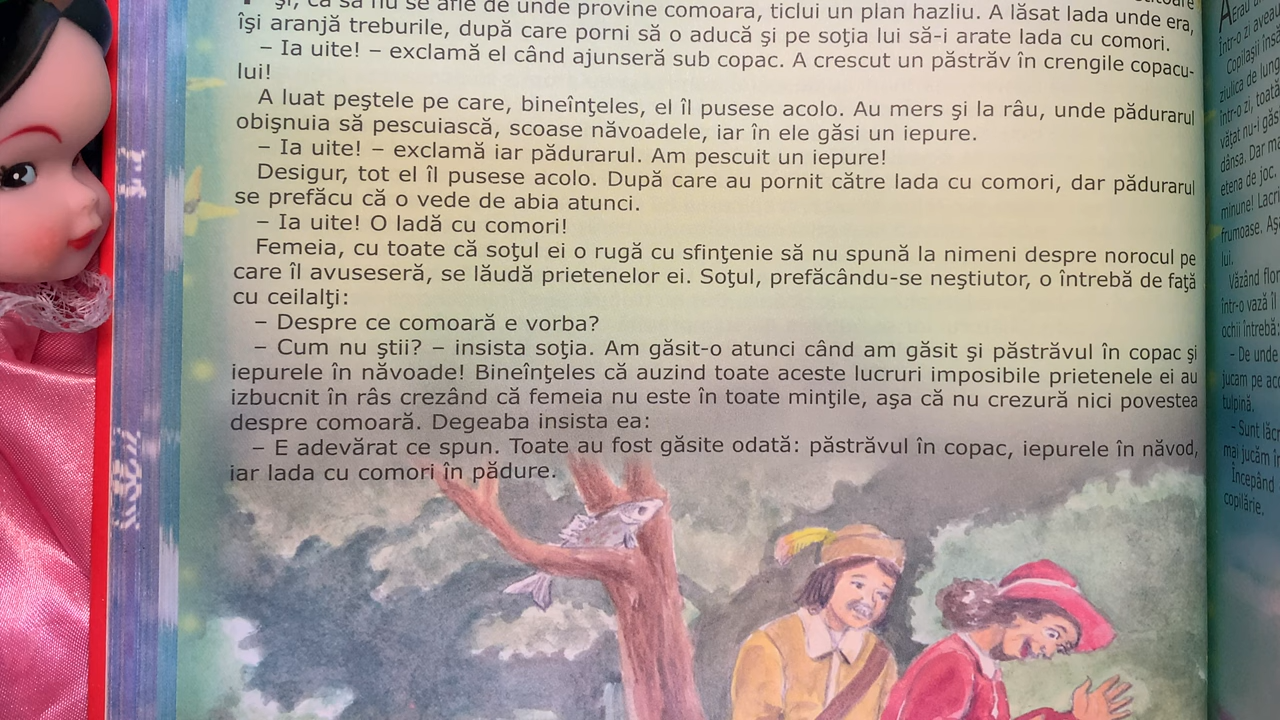 și, ca să nu se afle de unde provine comoara, ticlui un plan hazliu. A lăsat lada unde era,
își aranjă treburile, după care porni să o aducă şi pe soţia lui să-i arate lada cu comori.
– Ia uite! – exclamă el când ajunseră sub copac. A crescut un păstrăv în crengile copacu-
lui!
A luat peştele pe care, bineînţeles, el îl pusese acolo. Au mers şi la râu, unde pădurarul
obişnuia să pescuiască, scoase năvoadele, iar în ele găsi un iepure.
– Ia uite! – exclamă iar pădurarul. Am pescuit un iepure!
Desigur, tot el îl pusese acolo. După care au pornit către lada cu comori, dar pădurarul
se prefăcu că o vede de abia atunci.
– Ia uite! O ladă cu comori!
Femeia, cu toate că soţul ei o rugă cu sfinţenie să nu spună la nimeni despre norocul pe
care îl avuseseră, se lăudă prietenelor ei. Soţul, prefăcându-se neştiutor, o întrebă de faţă
cu ceilalţi:
– Despre ce comoară e vorba?
– Cum nu ştii? – insista soţia. Am găsit-o atunci când am găsit şi păstrăvul în copac şi
iepurele în năvoade! Bineînţeles că auzind toate aceste lucruri imposibile prietenele ei au
izbucnit în râs crezând că femeia nu este în toate minţile, aşa că nu crezură nici povestea
despre comoară. Degeaba insista ea:
– E adevărat ce spun. Toate au fost găsite odată: păstrăvul în copac, iepurele în năvod,
iar lada cu comori în pădure.
Într-o zi aveau
Copilaşii însă
ziulica de lung
într-o zi, toată
văţat nu-i găs
dânsa. Dar ma
etena de joc.
minune! Lacr
frumoase. Aş
lui.
Văzând flor
într-o vază îl
ochii întrebă:
– De unde
jucam pe acc
tulpină.
– Sunt lăcr
mai jucăm în
Începând
copilărie.